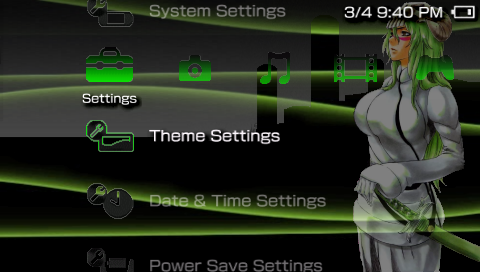 System Settings
3/4 9:40 PM
Settings
Theme Settings
Date & Time Settings
Power Save Settings